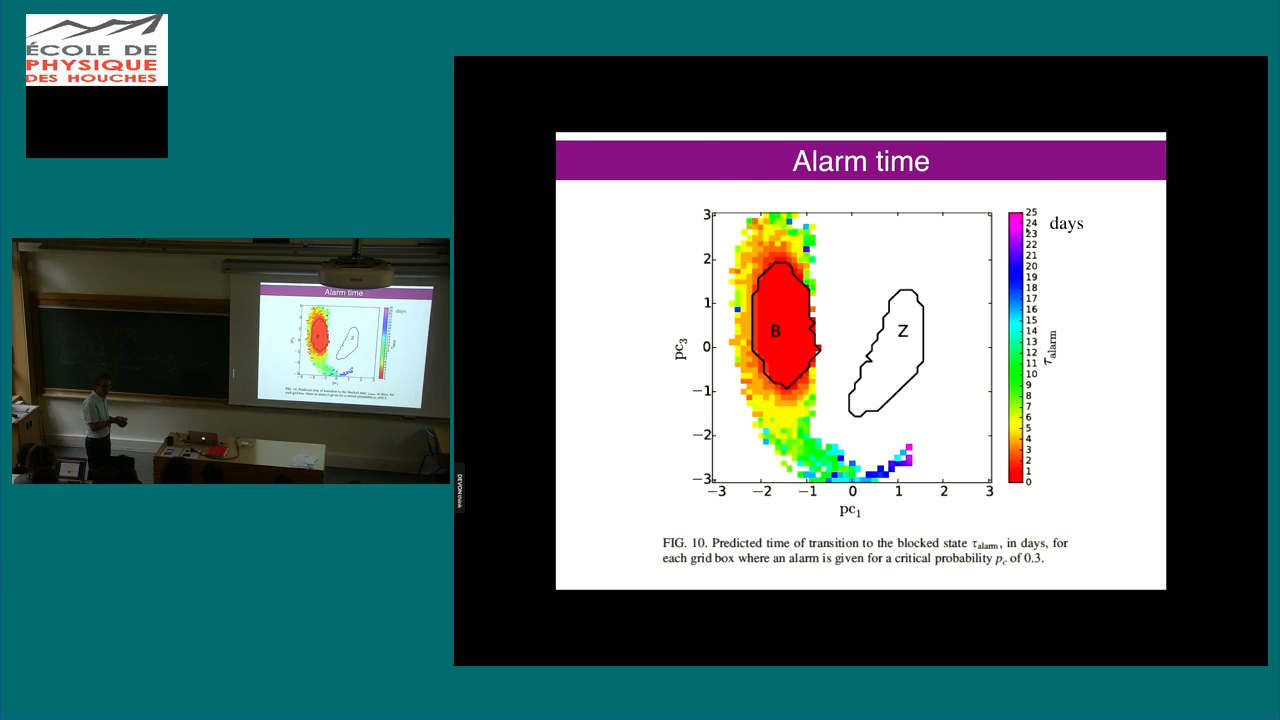 ÉCOLE DE
PHYSIQUE
DES HOUCHES
Alarm time
days
3
2
1
0
−1
−2
−3
pc3
−3 −2 −1 0 1 2 3
pc1
B
Z
25
24
23
22
21
20
19
18
17
16
15
14
13
12
11
10
9
8
7
6
5
4
3
2
1
0
τalarm
FIG. 10. Predicted time of transition to the blocked state τalarm, in days, for
each grid box where an alarm is given for a critical probability pc of 0.3.
Alarm time
days
DEVONthink